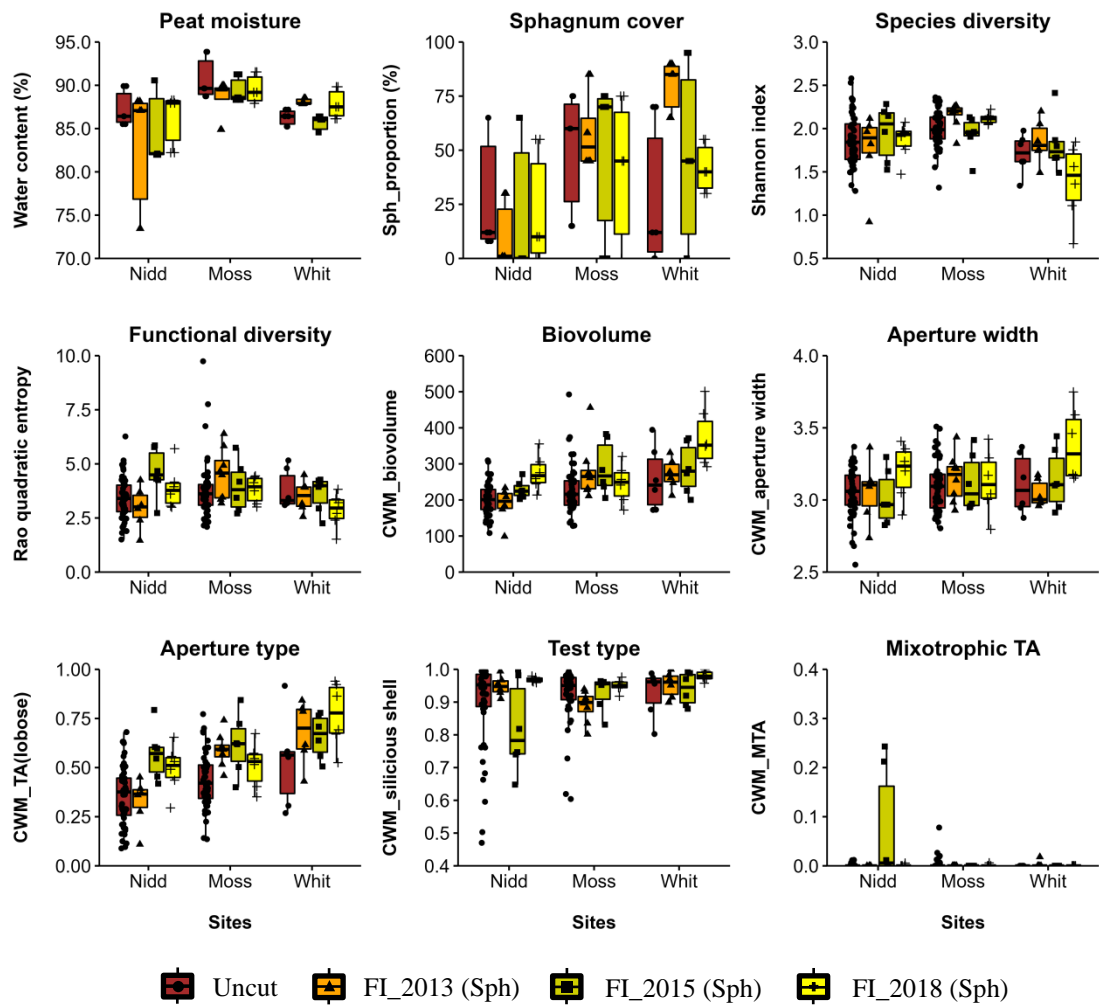 Peat moisture
Sphagnum cover
Species diversity
Water content (%)
95.0
90.0
85.0
80.0
75.0
70.0
Nidd
Moss
Whit
Sph_proportion (%)
100
75
50
25
0
Nidd
Moss
Whit
Shannon index
3.0
2.5
2.0
1.5
1.0
0.5
Nidd
Moss
Whit
Functional diversity
Biovolume
Aperture width
Rao quadratic entropy
10.0
7.5
5.0
2.5
0.0
Nidd
Moss
Whit
CWM_biovolume
600
500
400
300
200
100
0
Nidd
Moss
Whit
CWM_aperture width
4.0
3.5
3.0
2.5
Nidd
Moss
Whit
Aperture type
Test type
Mixotrophic TA
CWM_TA(lobose)
1.00
0.75
0.50
0.25
0.00
Nidd
Moss
Whit
Sites
CWM_silicious shell
1.0
0.9
0.8
0.7
0.6
0.5
0.4
Nidd
Moss
Whit
Sites
CWM_MTA
0.4
0.3
0.2
0.1
0.0
Nidd
Moss
Whit
Sites
Uncut
FI_2013 (Sph)
FI_2015 (Sph)
FI_2018 (Sph)